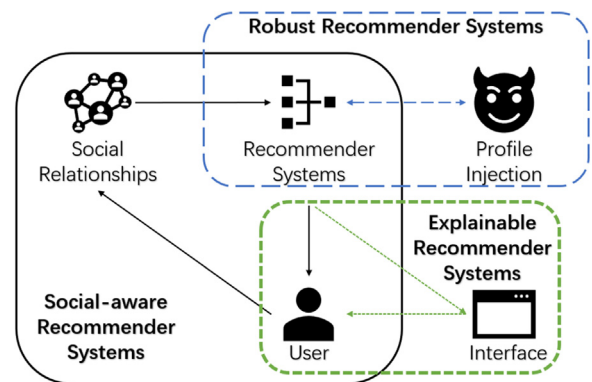 Robust Recommender Systems
Social
Relationships
Recommender
Systems
Profile
Injection
Explainable
Recommender
Systems
Social-aware
Recommender
Systems
User
Interface